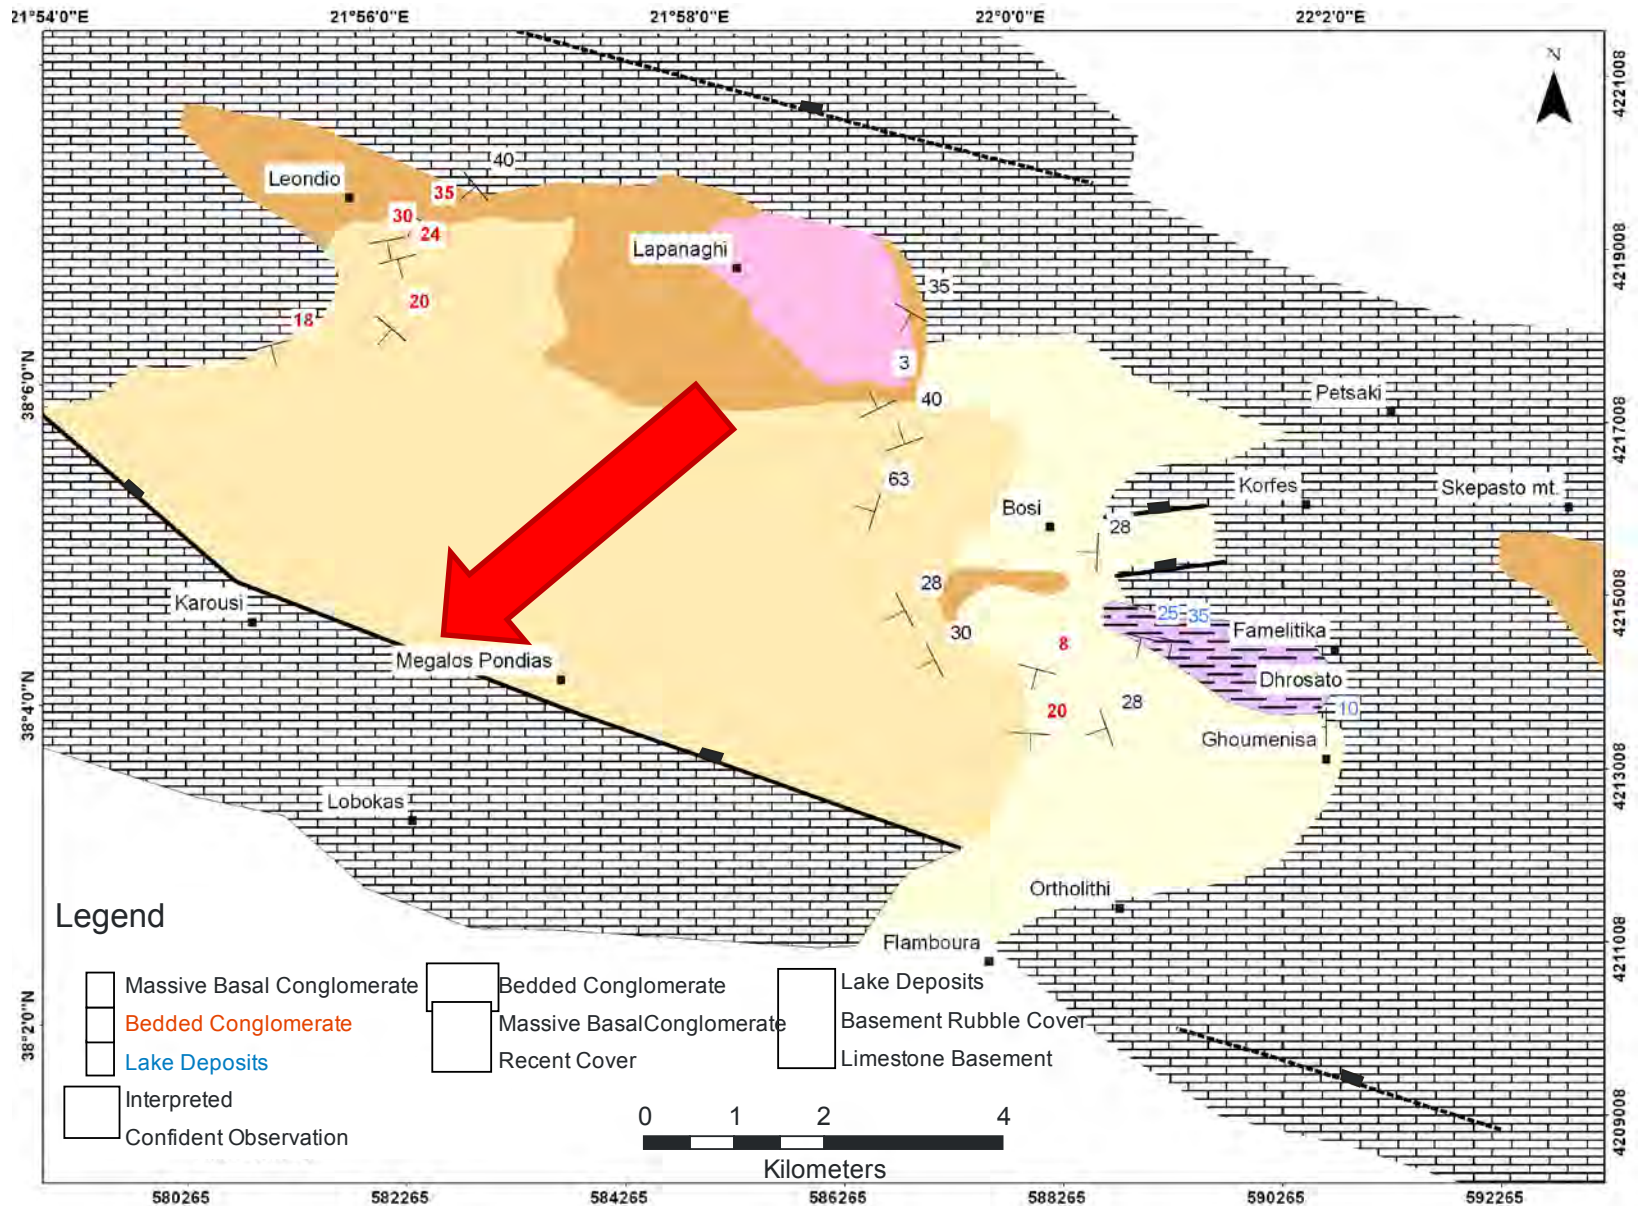 21°54'0"E 21°56'0"E 21°58'0"E 22°0'0"E 22°2'0"E
N
4221008
40
Leondio
35
30
24
Lapanaghi
4219008
35
20
18
3
38°6'0"N
40
Petsaki
4217008
63
Korfes
Skepasto mt.
Bosi
28
28
Karousi
25 35
4215008
30
8
Famelitika
Megalos Pondias
Dhrosato
38°4'0"N
20
28
10
Ghoumenisa
4213008
Lobokas
Ortholithi
Legend
Flamboura
4211008
Massive Basal Conglomerate
Bedded Conglomerate
Lake Deposits
Bedded Conglomerate
Massive BasalConglomerate
Recent Cover
Lake Deposits
Basement Rubble Cover
Limestone Basement
38°2'0"N
Interpreted
Confident Observation
0 1 2 4
Kilometers
4209008
580265 582265 584265 586265 588265 590265 592265